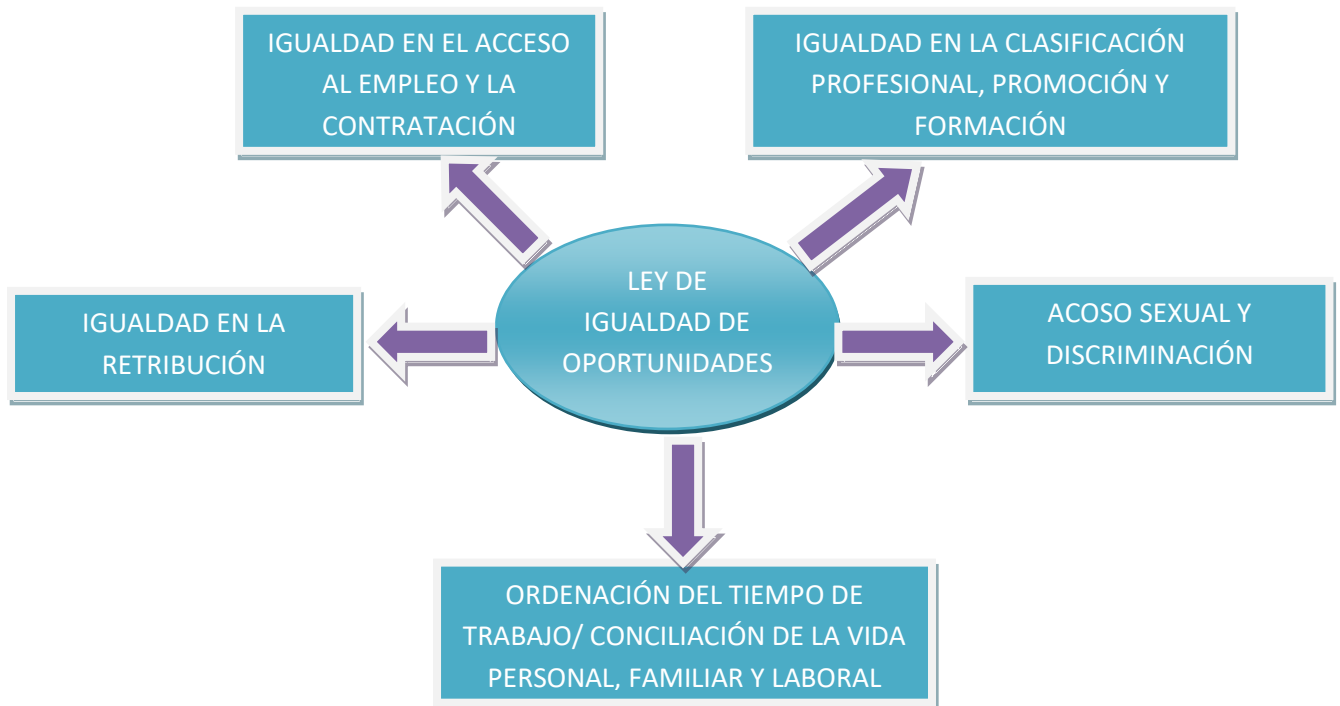 IGUALDAD EN EL ACCESO
AL EMPLEO Y LA
CONTRATACIÓN
IGUALDAD EN LA CLASIFICACIÓN
PROFESIONAL, PROMOCIÓN Y
FORMACIÓN
IGUALDAD EN LA
RETRIBUCIÓN
LEY DE
IGUALDAD DE
OPORTUNIDADES
ACOSO SEXUAL Y
DISCRIMINACIÓN
ORDENACIÓN DEL TIEMPO DE
TRABAJO/ CONCILIACIÓN DE LA VIDA
PERSONAL, FAMILIAR Y LABORAL